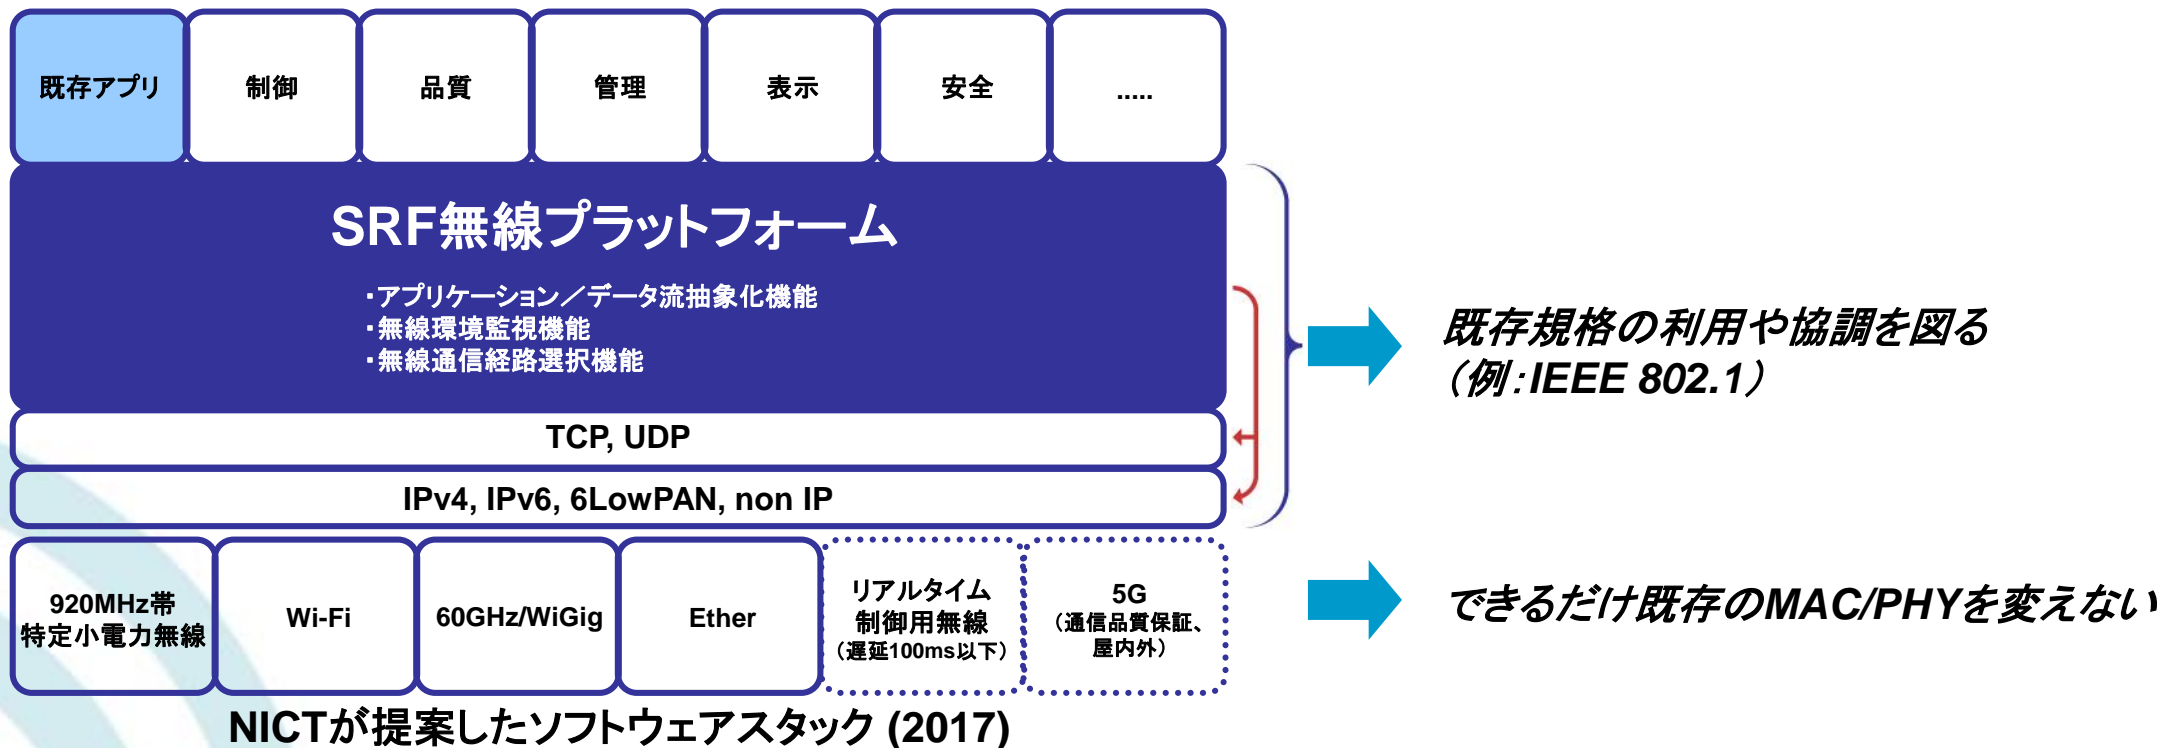 既存アプリ
制御
品質
管理
表示
安全
.....
SRF無線プラットフォーム
・アプリケーション／データ流抽象化機能
・無線環境監視機能
・無線通信経路選択機能
TCP, UDP
IPv4, IPv6, 6LowPAN, non IP
既存規格の利用や協調を図る
（例：IEEE 802.1）
920MHz帯
特定小電力無線
Wi-Fi
60GHz/WiGig
Ether
リアルタイム
制御用無線
（遅延100ms以下）
5G
（通信品質保証、
屋内外）
できるだけ既存のMAC/PHYを変えない
NICTが提案したソフトウェアスタック (2017)